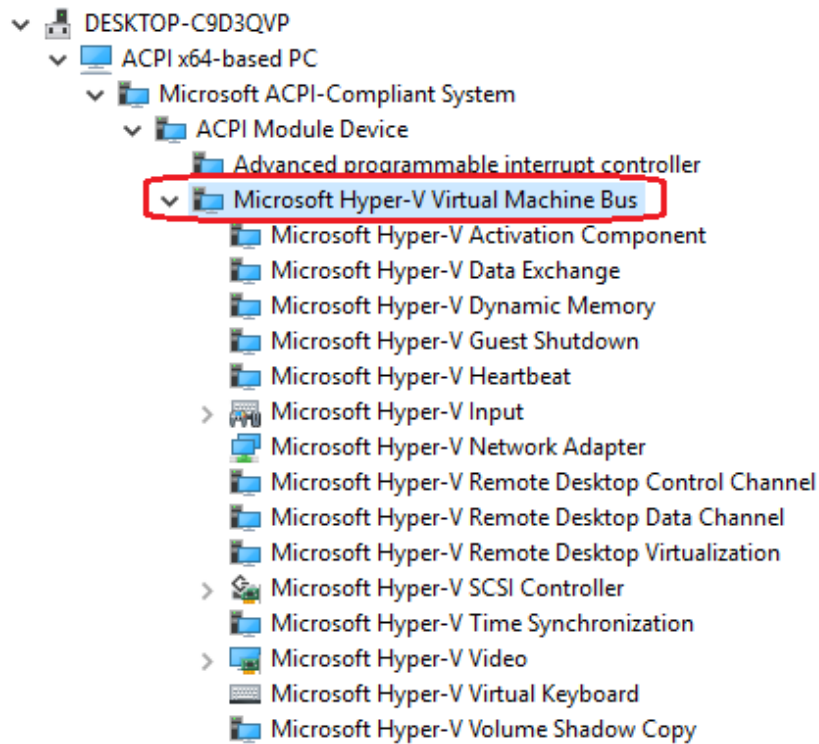 DESKTOP-C9D3QVP
ACPI x64-based PC
Microsoft ACPI-Compliant System
ACPI Module Device
Advanced programmable interrupt controller
Microsoft Hyper-V Virtual Machine Bus
Microsoft Hyper-V Activation Component
Microsoft Hyper-V Data Exchange
Microsoft Hyper-V Dynamic Memory
Microsoft Hyper-V Guest Shutdown
Microsoft Hyper-V Heartbeat
Microsoft Hyper-V Input
Microsoft Hyper-V Network Adapter
Microsoft Hyper-V Remote Desktop Control Channel
Microsoft Hyper-V Remote Desktop Data Channel
Microsoft Hyper-V Remote Desktop Virtualization
Microsoft Hyper-V SCSI Controller
Microsoft Hyper-V Time Synchronization
Microsoft Hyper-V Video
Microsoft Hyper-V Virtual Keyboard
Microsoft Hyper-V Volume Shadow Copy